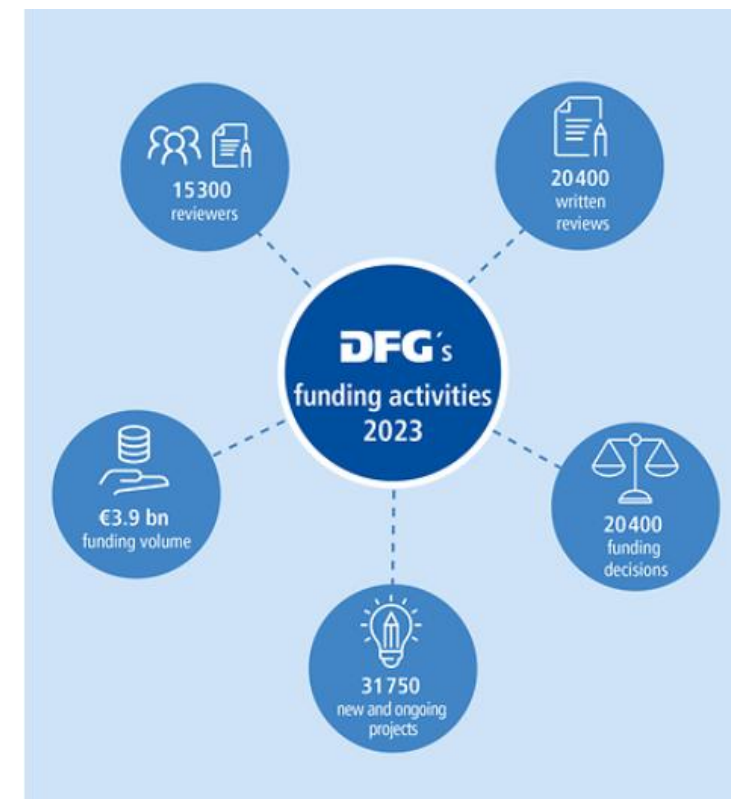 15300
reviewers
20400
written
reviews
DFG´s
funding activities
2023
€3.9 bn
funding volume
20400
funding
decisions
31750
new and ongoing
projects